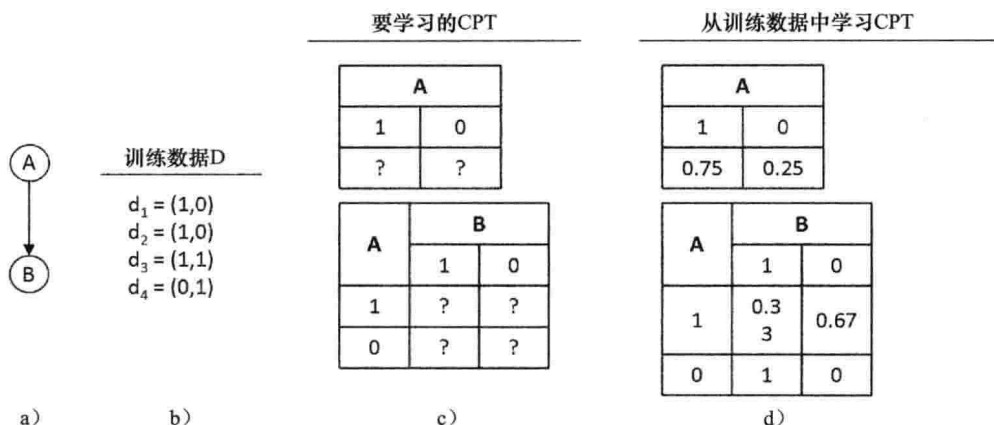 要学习的CPT
从训练数据中学习CPT
A
B
训练数据D
d1 = (1,0)
d2 = (1,0)
d3 = (1,1)
d4 = (0,1)
A
1 0
? ?
A B
1 0
1 ? ?
0 ? ?
A
1 0
0.75 0.25
A B
1 0
1 0.33 0.67
0 1 0
a）
b）
c）
d）